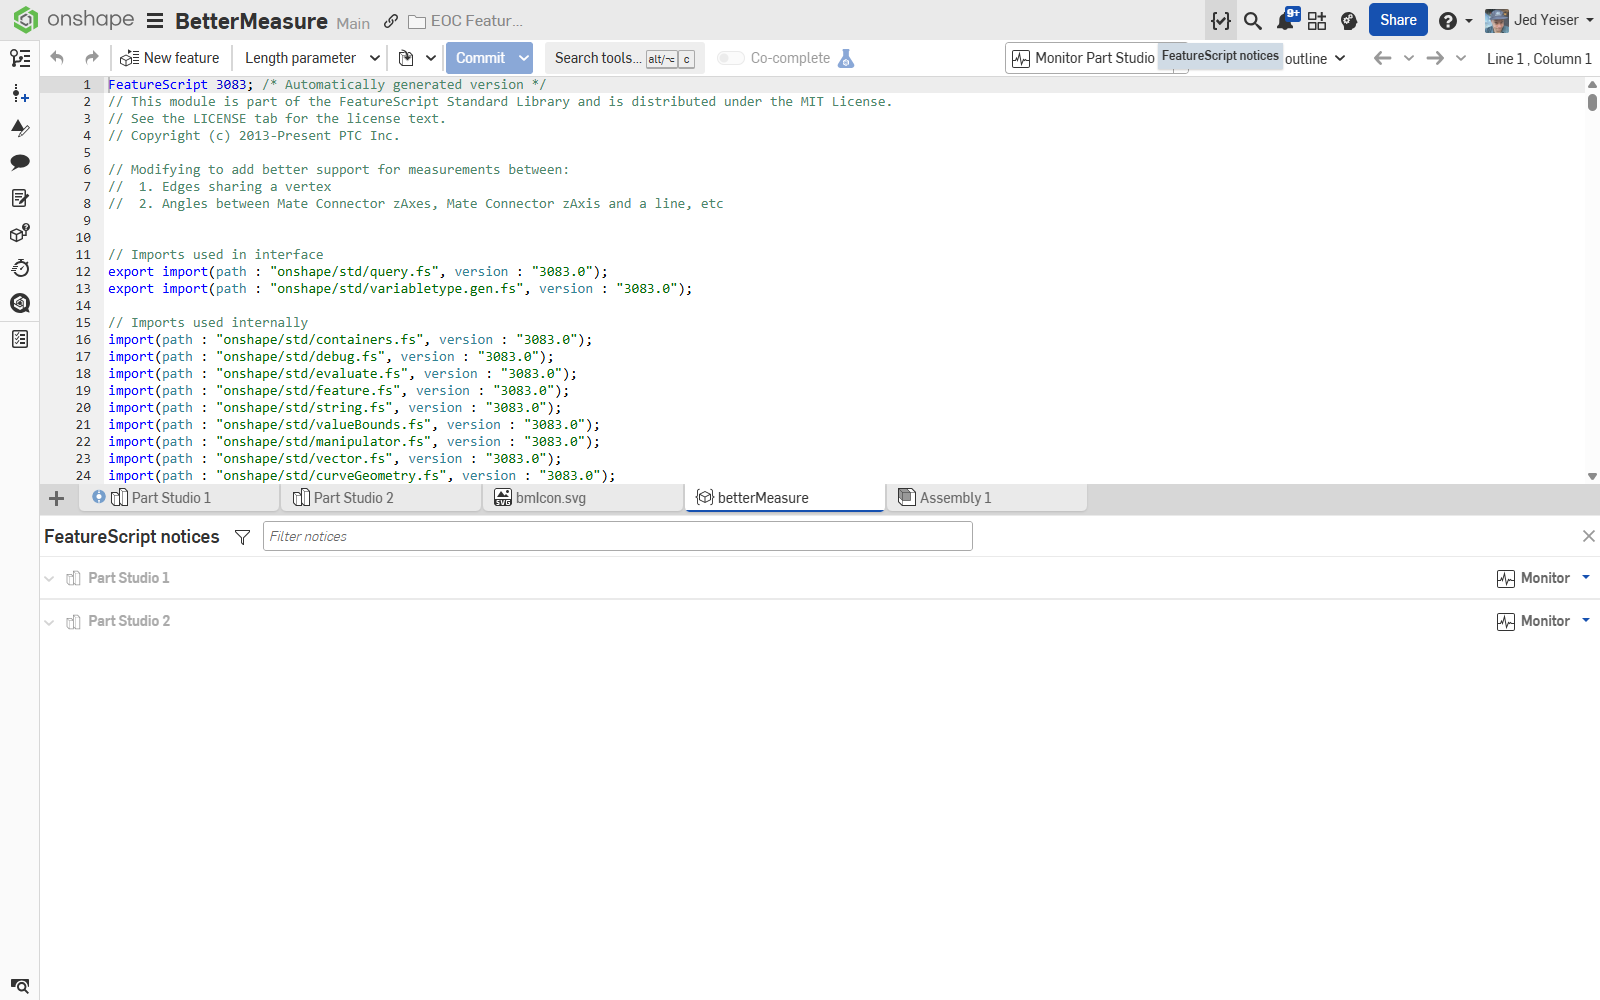 onshape BetterMeasure Main EOC Featur... 9+ Share Jed Yeiser
New feature Length parameter Commit Search tools... alt/⌥ c Co-complete Monitor Part Studio FeatureScript notices outline Line 1 , Column 1
1 FeatureScript 3083; /* Automatically generated version */
2 // This module is part of the FeatureScript Standard Library and is distributed under the MIT License.
3 // See the LICENSE tab for the license text.
4 // Copyright (c) 2013-Present PTC Inc.
5
6 // Modifying to add better support for measurements between:
7 //  1. Edges sharing a vertex
8 //  2. Angles between Mate Connector zAxes, Mate Connector zAxis and a line, etc
9
10
11 // Imports used in interface
12 export import(path : "onshape/std/query.fs", version : "3083.0");
13 export import(path : "onshape/std/variabletype.gen.fs", version : "3083.0");
14
15 // Imports used internally
16 import(path : "onshape/std/containers.fs", version : "3083.0");
17 import(path : "onshape/std/debug.fs", version : "3083.0");
18 import(path : "onshape/std/evaluate.fs", version : "3083.0");
19 import(path : "onshape/std/feature.fs", version : "3083.0");
20 import(path : "onshape/std/string.fs", version : "3083.0");
21 import(path : "onshape/std/valueBounds.fs", version : "3083.0");
22 import(path : "onshape/std/manipulator.fs", version : "3083.0");
23 import(path : "onshape/std/vector.fs", version : "3083.0");
24 import(path : "onshape/std/curveGeometry.fs", version : "3083.0");
Part Studio 1 Part Studio 2 SVG bmIcon.svg betterMeasure Assembly 1
FeatureScript notices Filter notices
Part Studio 1 Monitor
Part Studio 2 Monitor